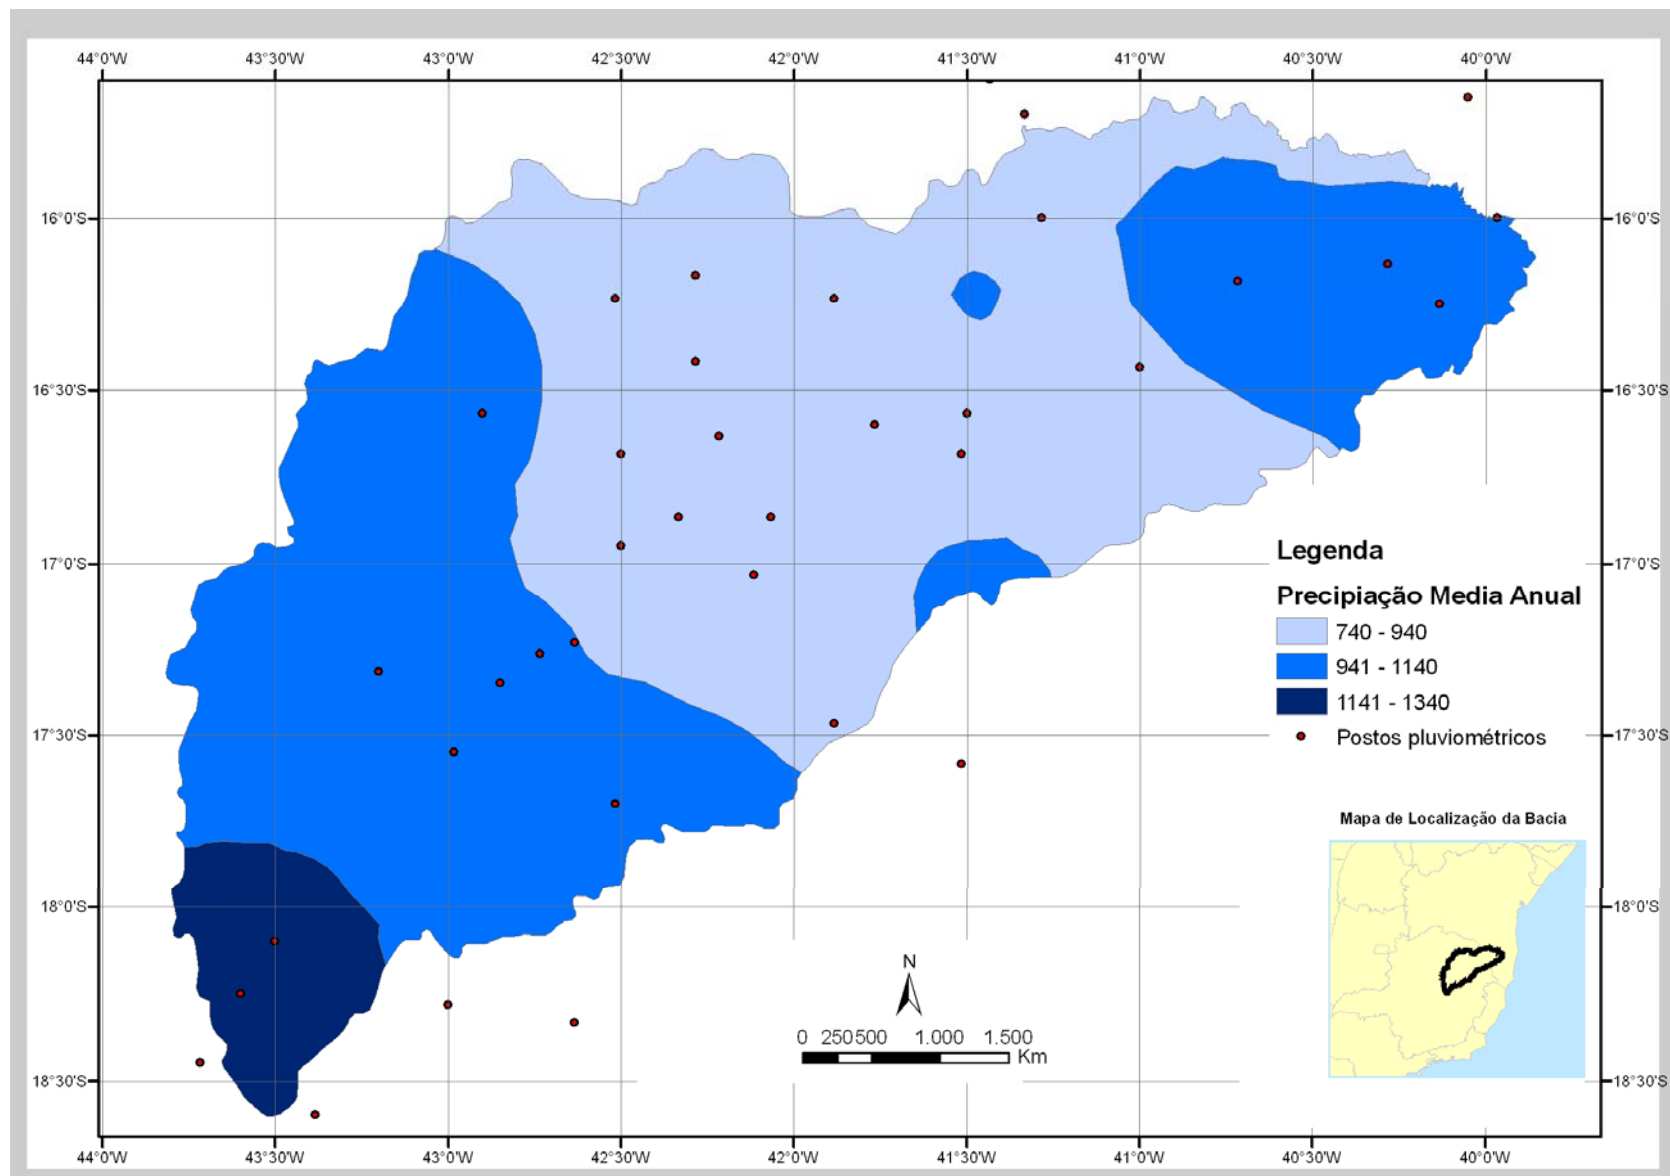 44°0'W 43°30'W 43°0'W 42°30'W 42°0'W 41°30'W 41°0'W 40°30'W 40°0'W
16°0'S 16°0'S
16°30'S 16°30'S
17°0'S 17°0'S
Legenda
Precipiação Media Anual
740 - 940
941 - 1140
1141 - 1340
Postos pluviométricos
17°30'S 17°30'S
Mapa de Localização da Bacia
18°0'S 18°0'S
N
0 250 500 1.000 1.500
Km
18°30'S 18°30'S
44°0'W 43°30'W 43°0'W 42°30'W 42°0'W 41°30'W 41°0'W 40°30'W 40°0'W